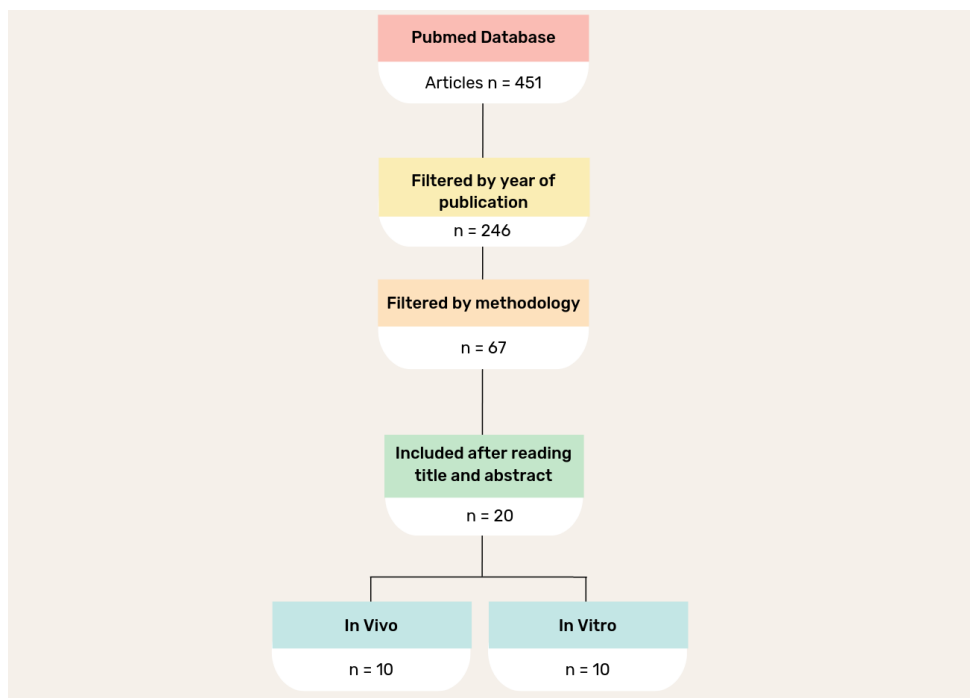 Pubmed Database
Articles n = 451
Filtered by year of
publication
n = 246
Filtered by methodology
n = 67
Included after reading
title and abstract
n = 20
In Vivo
n = 10
In Vitro
n = 10